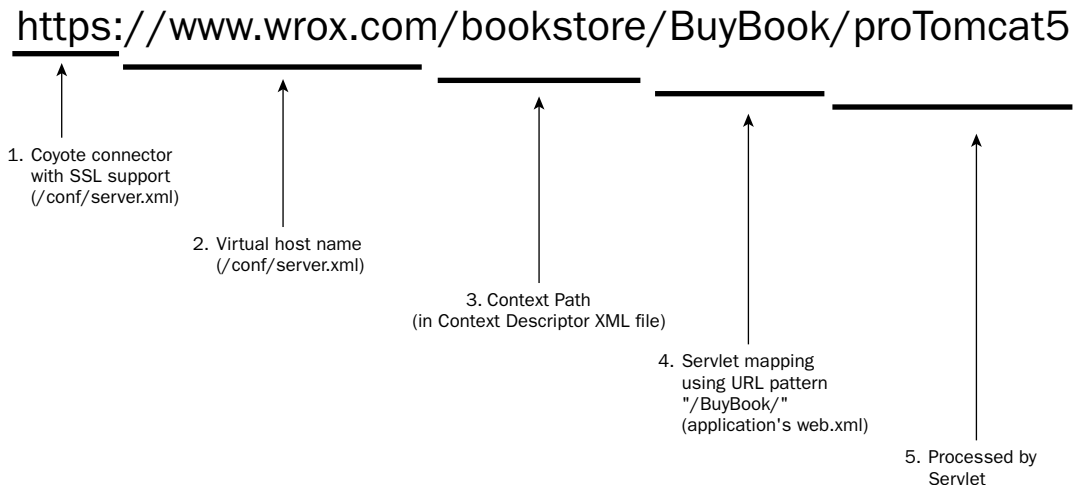 https://www.wrox.com/bookstore/BuyBook/proTomcat5
1. Coyote connector
with SSL support
(/conf/server.xml)
2. Virtual host name
(/conf/server.xml)
3. Context Path
(in Context Descriptor XML file)
4. Servlet mapping
using URL pattern
"/BuyBook/"
(application's web.xml)
5. Processed by
Servlet